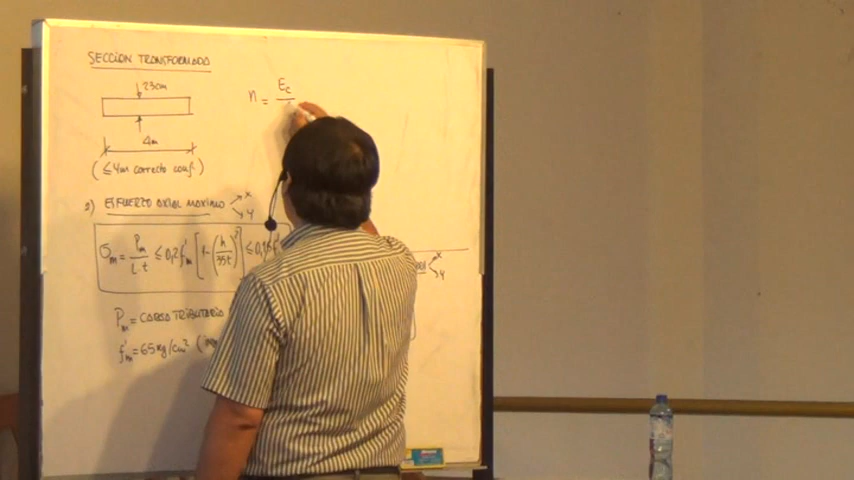 SECCION TRANSFORMADA
23cm
4m
(≤4m correcto conf.)
n = Ec
2) ESFUERZO AXIAL MAXIMO → x
→ y
σm = Pm / L·t ≤ 0,2 f'm [1-(h/35t)²] ≤ 0,15 f'
→ x
→ y
Pm = CARGA TRIBUTARIA
f'm = 65 kg/cm² (